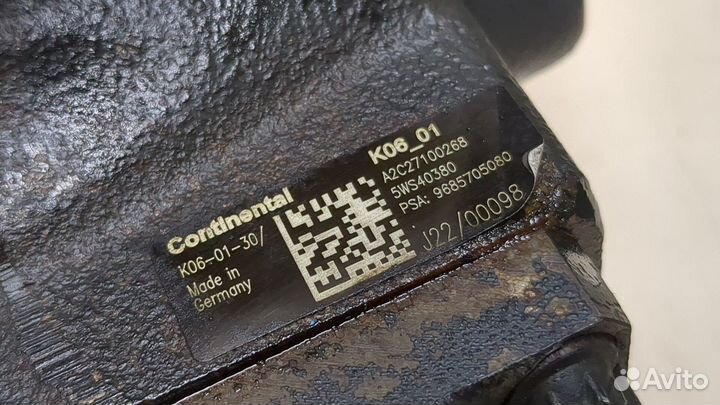 Continental
K06-01-30/
Made in
Germany
K06_01
A2C27100268
5WS40380
PSA: 9685705080
J22/00098
Avito